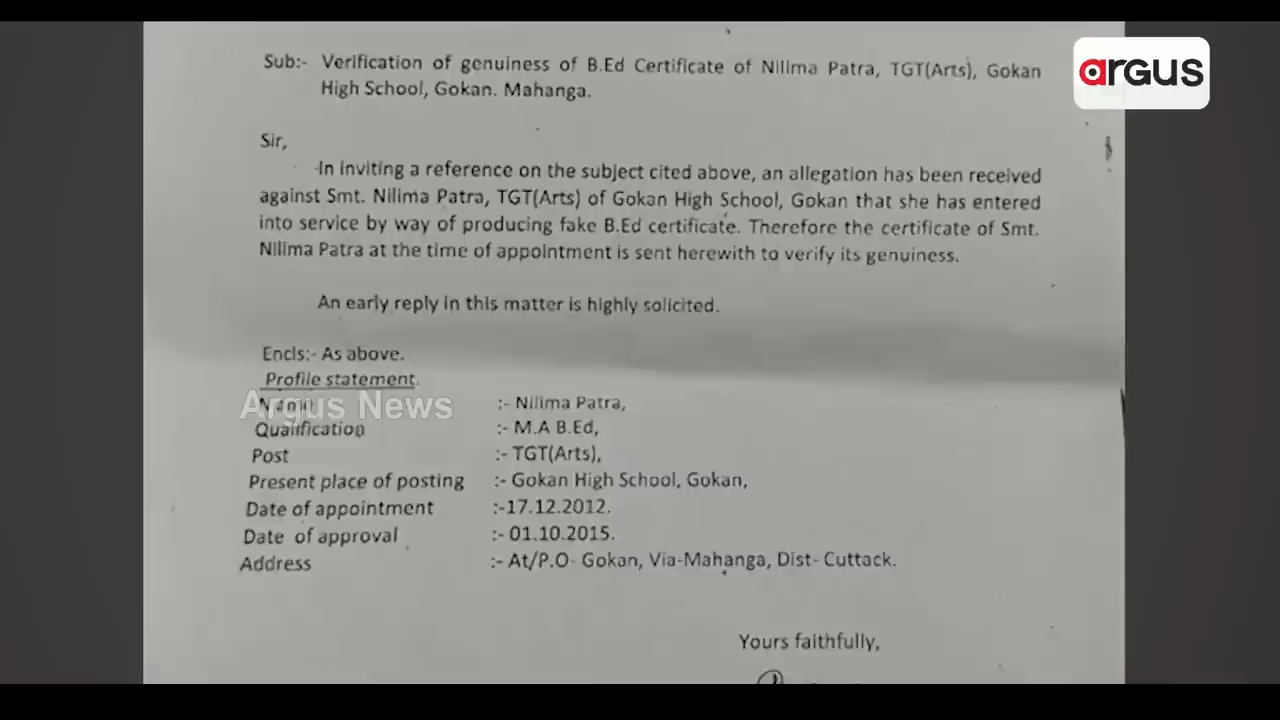 argus
Sub:- Verification of genuiness of B.Ed Certificate of Nilima Patra, TGT(Arts), Gokan
High School, Gokan. Mahanga.
Sir,
In inviting a reference on the subject cited above, an allegation has been received
against Smt. Nilima Patra, TGT(Arts) of Gokan High School, Gokan that she has entered
into service by way of producing fake B.Ed certificate. Therefore the certificate of Smt.
Nilima Patra at the time of appointment is sent herewith to verify its genuiness.
An early reply in this matter is highly solicited.
Encls:- As above.
Profile statement.
Argus News
Name :- Nilima Patra,
Qualification :- M.A B.Ed,
Post :- TGT(Arts),
Present place of posting :- Gokan High School, Gokan,
Date of appointment :-17.12.2012.
Date of approval :- 01.10.2015.
Address :- At/P.O- Gokan, Via-Mahanga, Dist- Cuttack.
Yours faithfully,